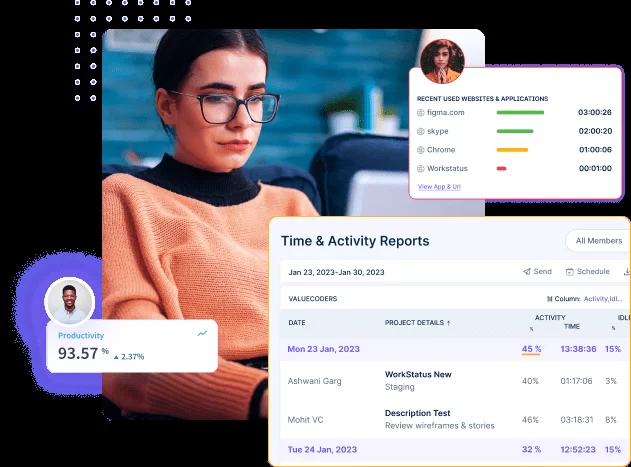 RECENT USED WEBSITES & APPLICATIONS
figma.com 03:00:26
skype 02:00:20
Chrome 01:00:06
Workstatus 00:01:00
View App & Url
Time & Activity Reports All Members
Jan 23, 2023-Jan 30, 2023 Send Schedule
VALUECODERS Column: Activity,Idl...
DATE PROJECT DETAILS ↑ ACTIVITY IDLE
% TIME %
Mon 23 Jan, 2023 45 % 13:38:36 15%
Ashwani Garg WorkStatus New 40% 01:17:06 3%
Staging
Mohit VC Description Test 46% 03:18:31 8%
Review wireframes & stories
Tue 24 Jan, 2023 32 % 12:52:23 15%
Productivity
93.57 % ▲ 2.37%